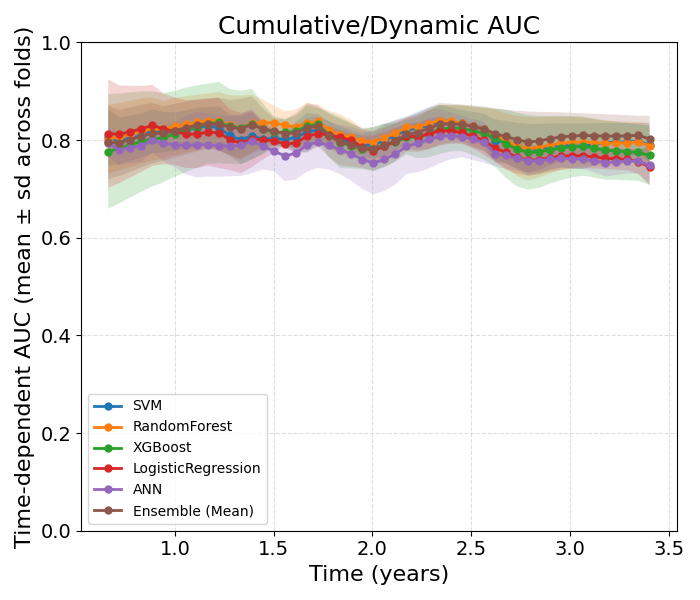 Cumulative/Dynamic AUC
Time-dependent AUC (mean ± sd across folds)
1.0
0.8
0.6
0.4
0.2
0.0
SVM
RandomForest
XGBoost
LogisticRegression
ANN
Ensemble (Mean)
1.0 1.5 2.0 2.5 3.0 3.5
Time (years)